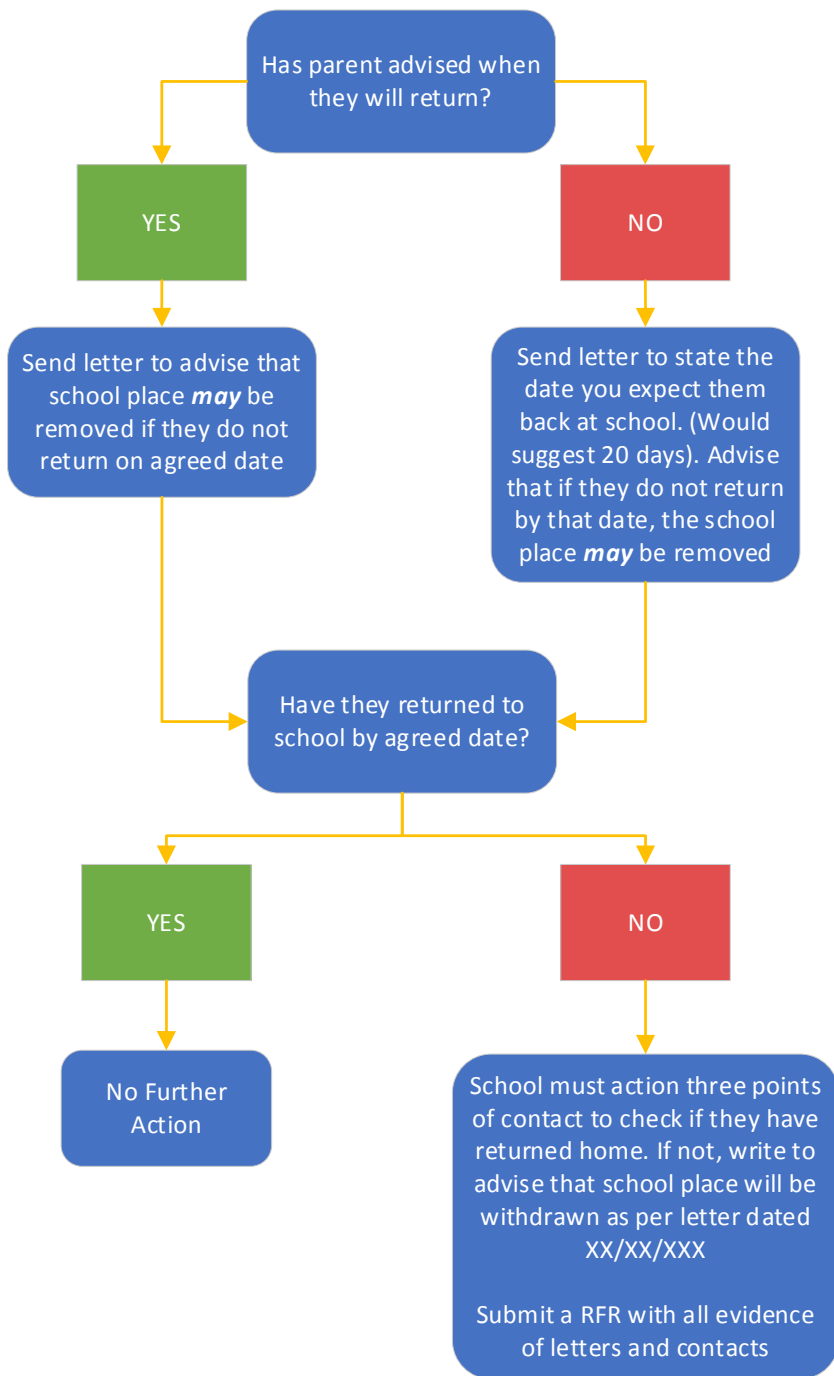 Has parent advised when
they will return?
YES
NO
Send letter to advise that
school place may be
removed if they do not
return on agreed date
Send letter to state the
date you expect them
back at school. (Would
suggest 20 days). Advise
that if they do not return
by that date, the school
place may be removed
Have they returned to
school by agreed date?
YES
NO
No Further
Action
School must action three points
of contact to check if they have
returned home. If not, write to
advise that school place will be
withdrawn as per letter dated
XX/XX/XXX
Submit a RFR with all evidence
of letters and contacts